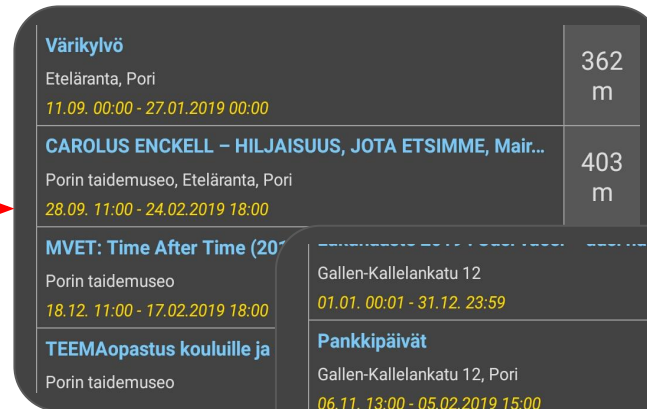 Värikylvö
Eteläranta, Pori
11.09. 00:00 - 27.01.2019 00:00
362
m
CAROLUS ENCKELL – HILJAISUUS, JOTA ETSIMME, Mair...
Porin taidemuseo, Eteläranta, Pori
28.09. 11:00 - 24.02.2019 18:00
403
m
MVET: Time After Time (201
Porin taidemuseo
18.12. 11:00 - 17.02.2019 18:00
TEEMAopastus kouluille ja
Porin taidemuseo
Gallen-Kallelankatu 12
01.01. 00:01 - 31.12. 23:59
Pankkipäivät
Gallen-Kallelankatu 12, Pori
06.11. 13:00 - 05.02.2019 15:00